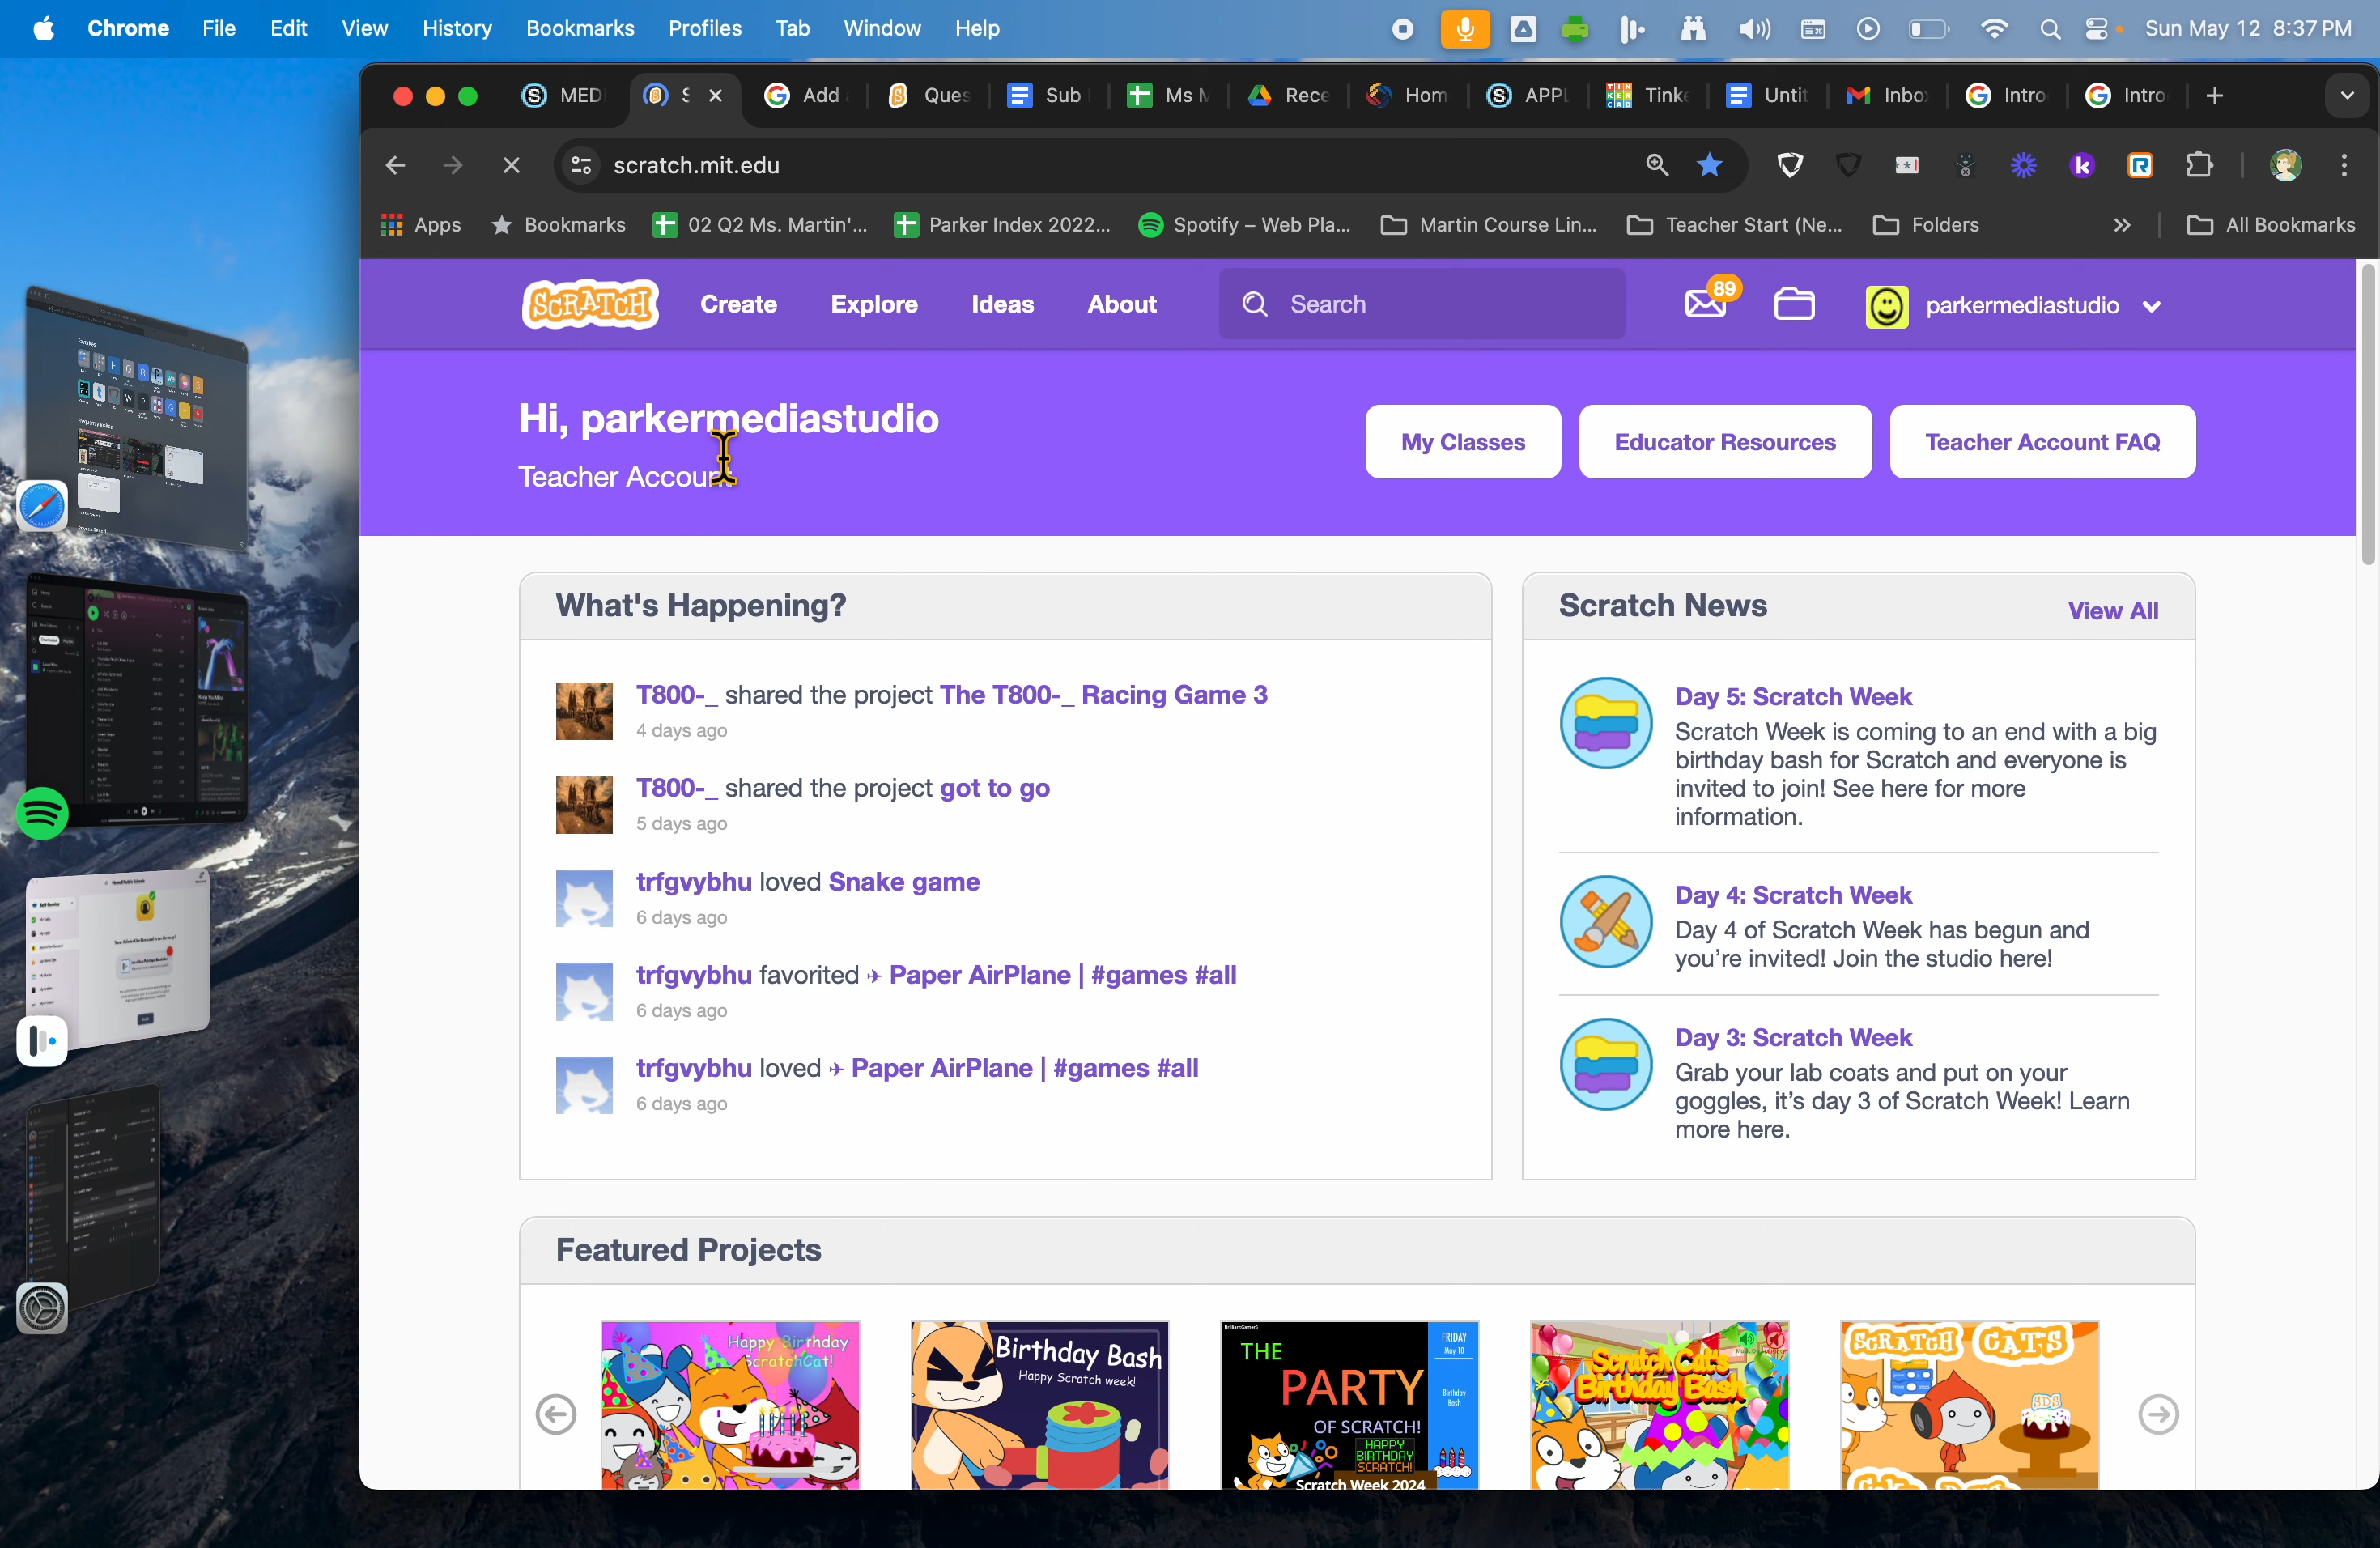 Chrome File Edit View History Bookmarks Profiles Tab Window Help Sun May 12 8:37 PM
MED S Add Ques Sub Ms M Rece Hom APPL Tinke Untit Inbo Intro Intro
scratch.mit.edu
Apps Bookmarks 02 Q2 Ms. Martin'... Parker Index 2022... Spotify – Web Pla... Martin Course Lin... Teacher Start (Ne... Folders » All Bookmarks
SCRATCH Create Explore Ideas About Search 89 parkermediastudio
Hi, parkermediastudio
Teacher Account
My Classes Educator Resources Teacher Account FAQ
What's Happening?
T800-_ shared the project The T800-_ Racing Game 3
4 days ago
T800-_ shared the project got to go
5 days ago
trfgvybhu loved Snake game
6 days ago
trfgvybhu favorited ✈ Paper AirPlane | #games #all
6 days ago
trfgvybhu loved ✈ Paper AirPlane | #games #all
6 days ago
Scratch News View All
Day 5: Scratch Week
Scratch Week is coming to an end with a big
birthday bash for Scratch and everyone is
invited to join! See here for more
information.
Day 4: Scratch Week
Day 4 of Scratch Week has begun and
you’re invited! Join the studio here!
Day 3: Scratch Week
Grab your lab coats and put on your
goggles, it’s day 3 of Scratch Week! Learn
more here.
Featured Projects
Happy Birthday
ScratchCat!
Birthday Bash
Happy Scratch week!
THE
PARTY
OF SCRATCH!
HAPPY
BIRTHDAY
SCRATCH!
Scratch Week 2024
FRIDAY
May 10
Birthday
Bash
Scratch Cat's
Birthday Bash
SCRATCH CAT'S
SDS